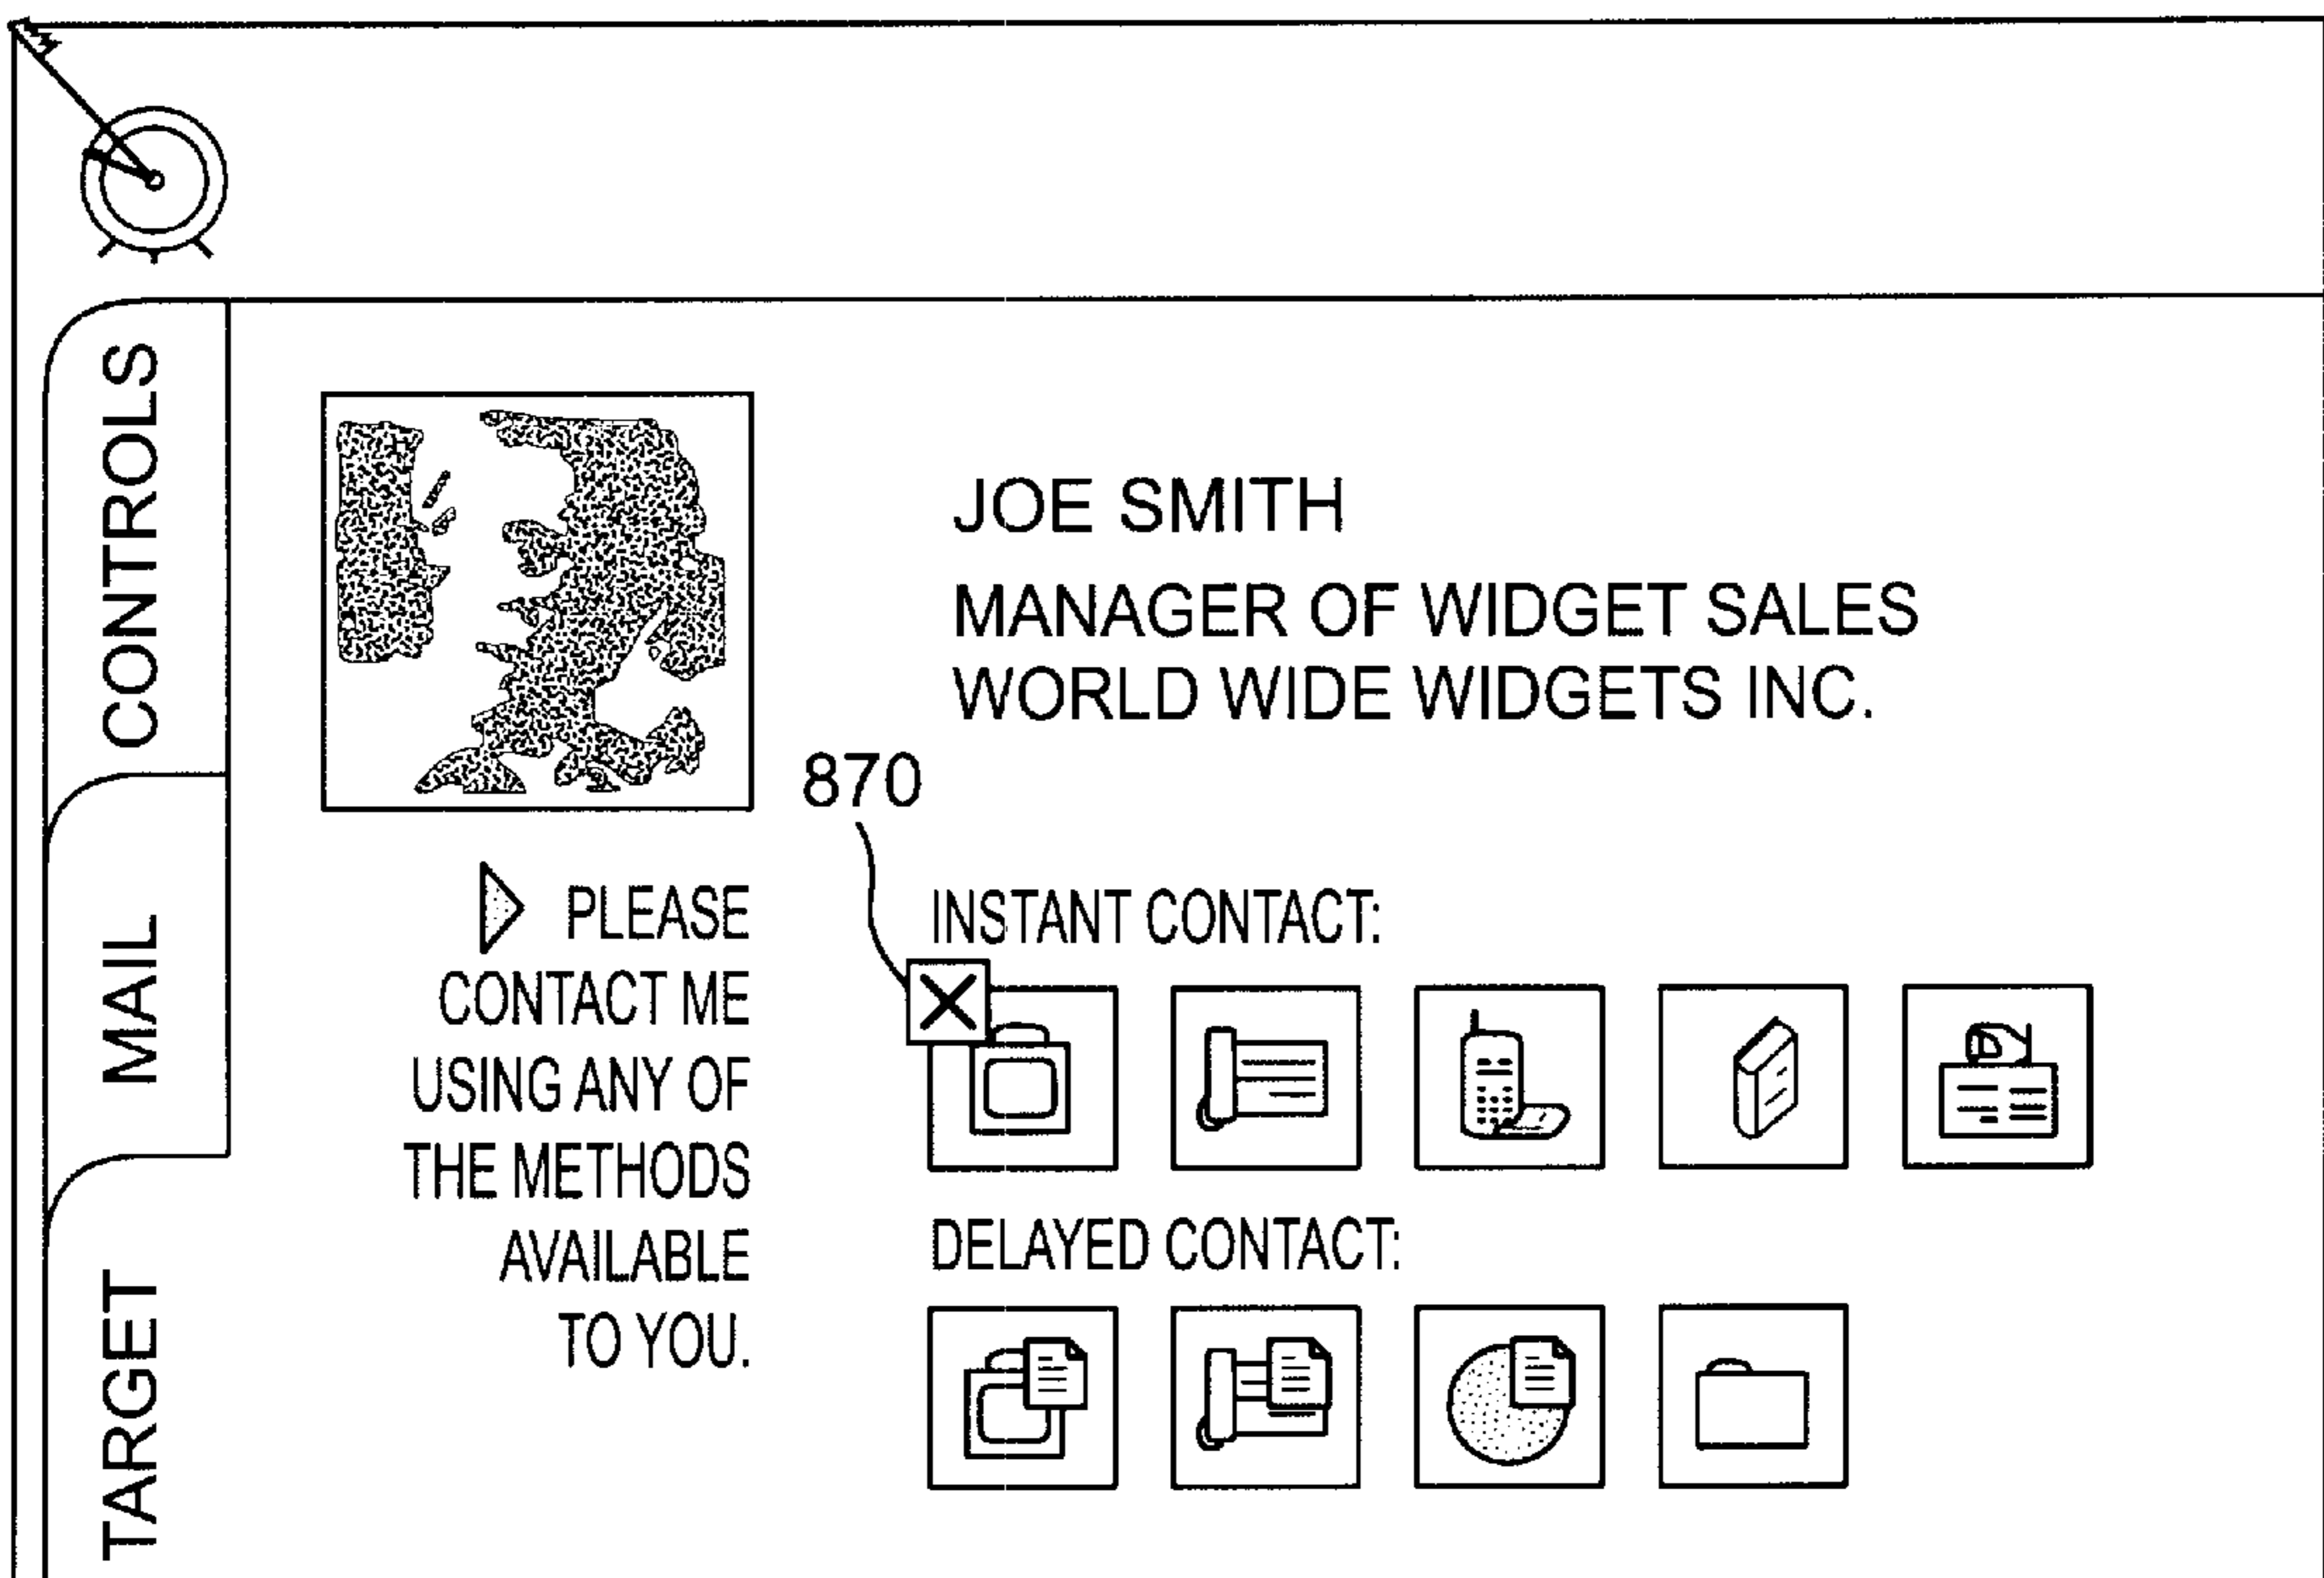 CONTROLS
MAIL
TARGET
JOE SMITH
MANAGER OF WIDGET SALES
WORLD WIDE WIDGETS INC.
870
PLEASE
CONTACT ME
USING ANY OF
THE METHODS
AVAILABLE
TO YOU.
INSTANT CONTACT:
DELAYED CONTACT: